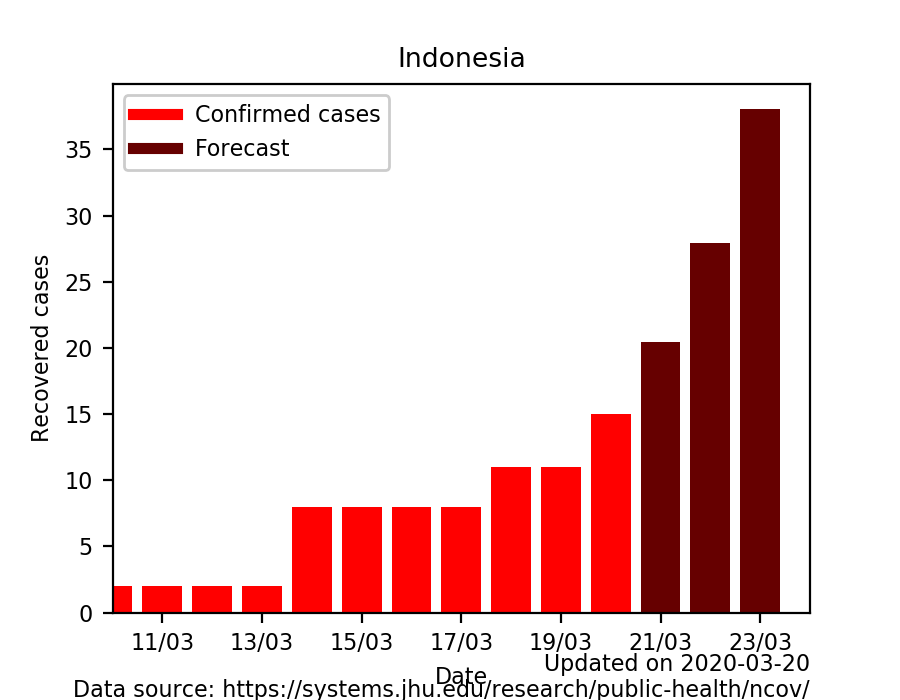 Indonesia
Confirmed cases
Forecast
Recovered cases
35
30
25
20
15
10
5
0
11/03 13/03 15/03 17/03 19/03 21/03 23/03
Updated on 2020-03-20
Date
Data source: https://systems.jhu.edu/research/public-health/ncov/